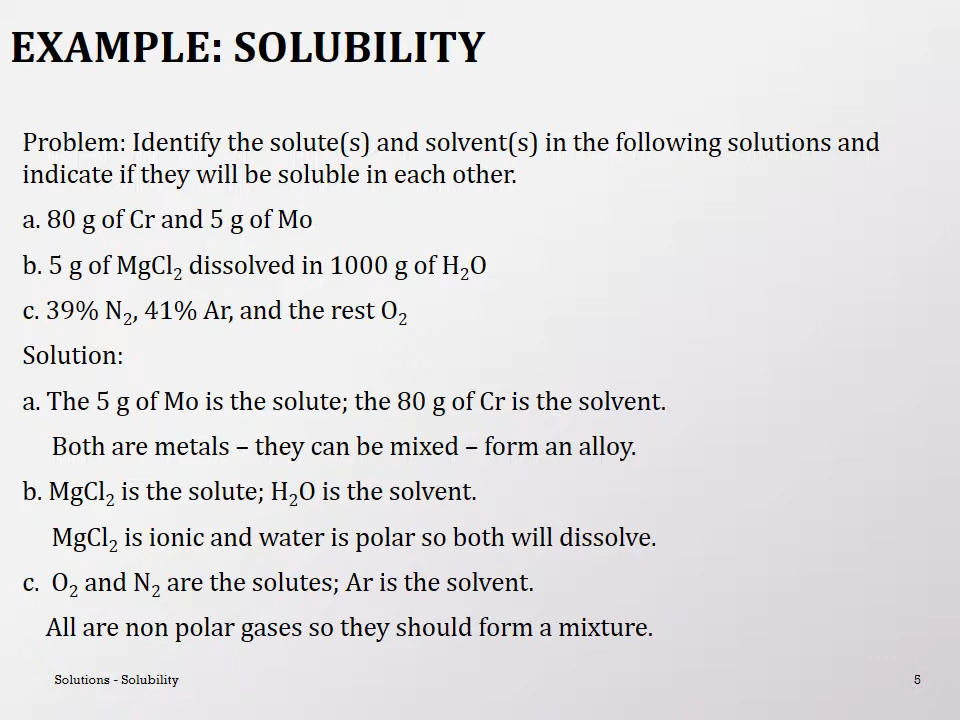 EXAMPLE: SOLUBILITY
Problem: Identify the solute(s) and solvent(s) in the following solutions and
indicate if they will be soluble in each other.
a. 80 g of Cr and 5 g of Mo
b. 5 g of MgCl₂ dissolved in 1000 g of H₂O
c. 39% N₂, 41% Ar, and the rest O₂
Solution:
a. The 5 g of Mo is the solute; the 80 g of Cr is the solvent.
Both are metals – they can be mixed – form an alloy.
b. MgCl₂ is the solute; H₂O is the solvent.
MgCl₂ is ionic and water is polar so both will dissolve.
c. O₂ and N₂ are the solutes; Ar is the solvent.
All are non polar gases so they should form a mixture.
Solutions - Solubility
5